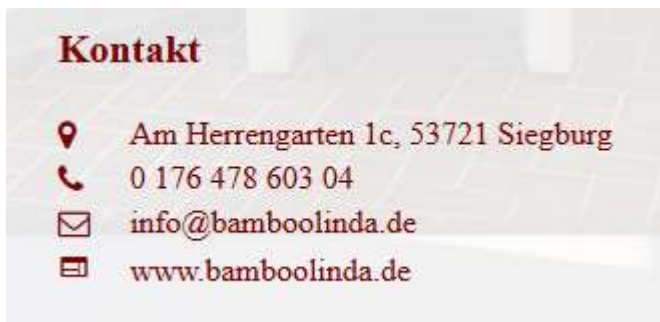 Kontakt
Am Herrengarten 1c, 53721 Siegburg
0 176 478 603 04
info@bamboolinda.de
www.bamboolinda.de